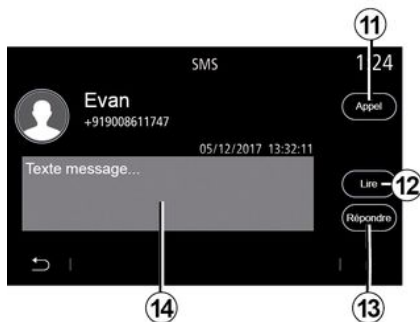 11
SMS
1:24
Evan
+919008611747
Appel
05/12/2017 13:32:11
Texte message...
Lire
12
Répondre
14
13